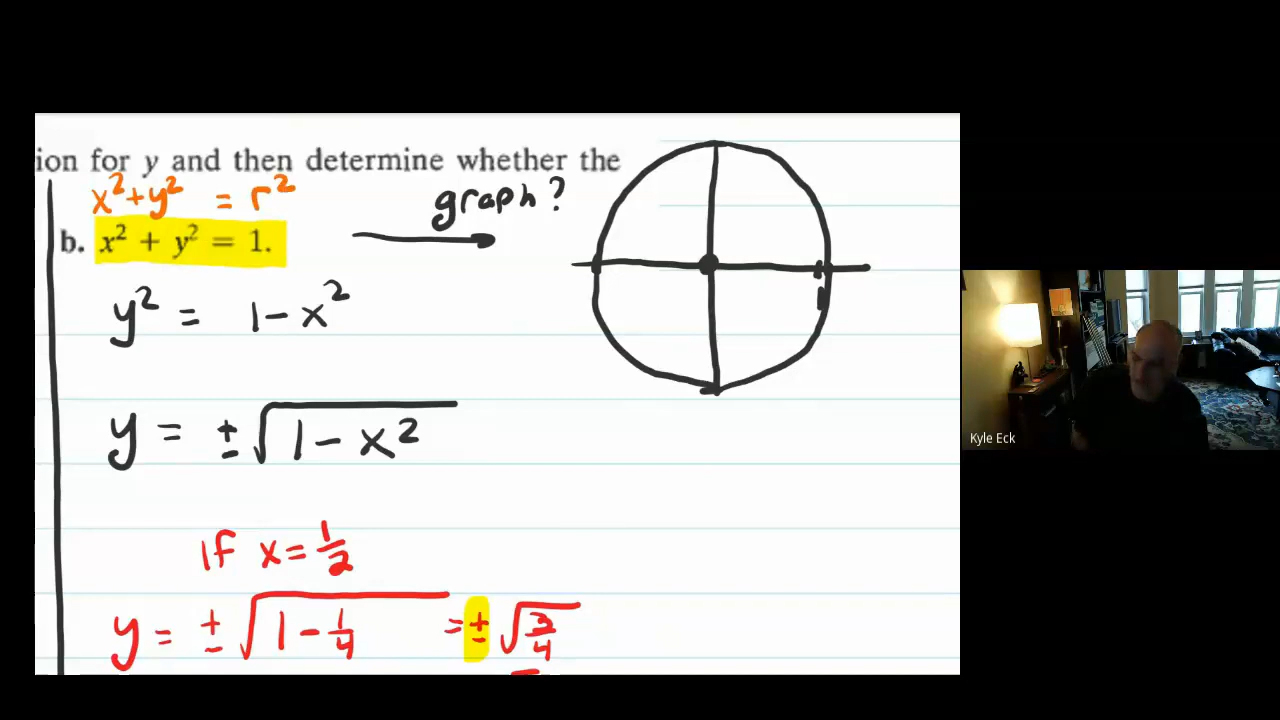 ion for y and then determine whether the
x² + y² = r²
graph?
b. x² + y² = 1.
y² = 1 - x²
y = ± √1 - x²
if x = 1/2
y = ± √1 - 1/4 = ± √3/4
Kyle Eck